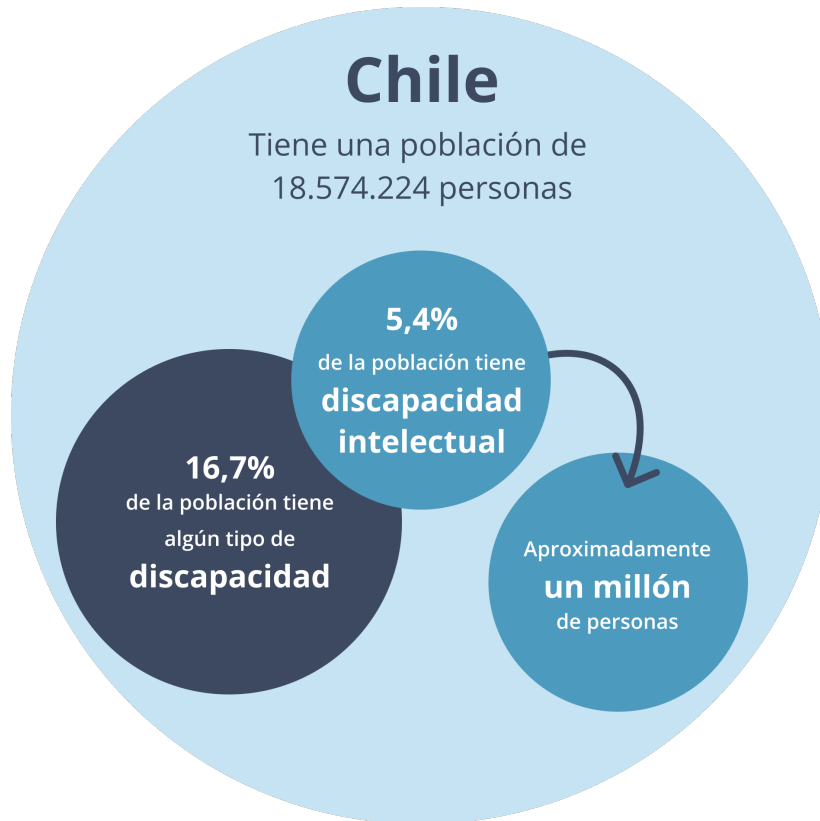 Chile
Tiene una población de
18.574.224 personas
5,4%
de la población tiene
discapacidad
intelectual
16,7%
de la población tiene
algún tipo de
discapacidad
Aproximadamente
un millón
de personas